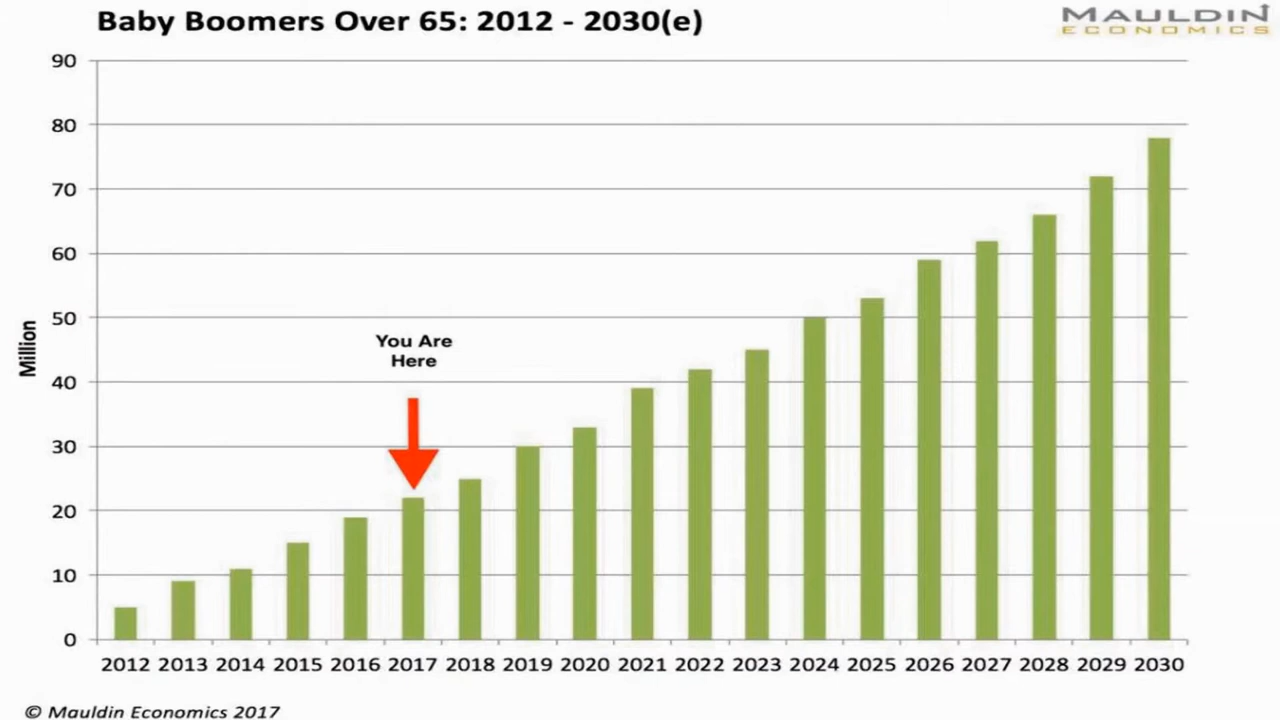 Baby Boomers Over 65: 2012 - 2030(e)
MAULDIN
ECONOMICS
90
80
70
60
50
40
30
20
10
0
Million
You Are
Here
2012 2013 2014 2015 2016 2017 2018 2019 2020 2021 2022 2023 2024 2025 2026 2027 2028 2029 2030
© Mauldin Economics 2017